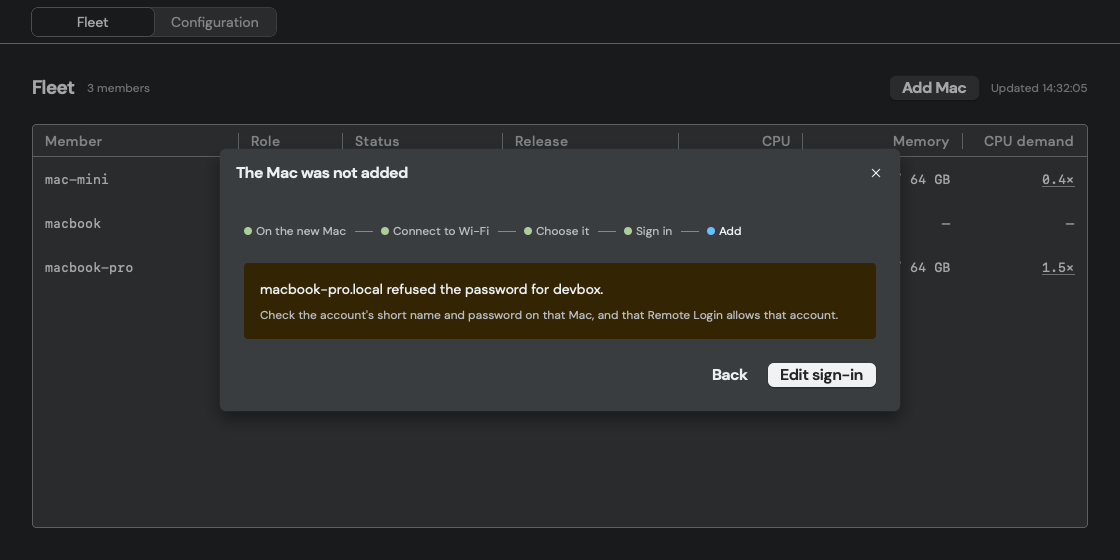 Fleet Configuration
Fleet 3 members Add Mac Updated 14:32:05
Member Role Status Release CPU Memory CPU demand
The Mac was not added ×
mac-mini 64 GB 0.4×
macbook — —
On the new Mac — Connect to Wi-Fi — Choose it — Sign in — Add
macbook-pro 64 GB 1.5×
macbook-pro.local refused the password for devbox.
Check the account's short name and password on that Mac, and that Remote Login allows that account.
Back Edit sign-in